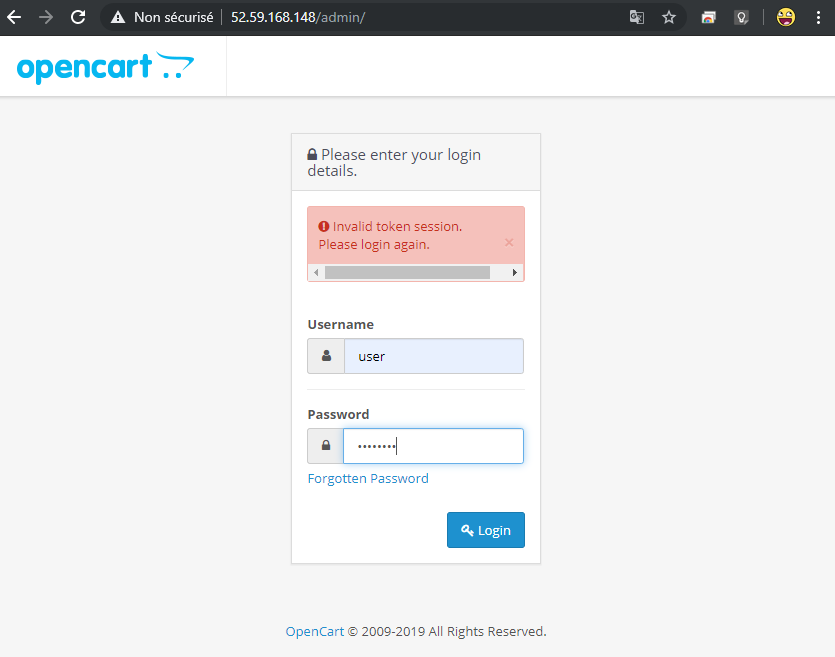 Non sécurisé 52.59.168.148/admin/
opencart
Please enter your login
details.
Invalid token session.
Please login again.
×
Username
user
Password
••••••••
Forgotten Password
Login
OpenCart © 2009-2019 All Rights Reserved.